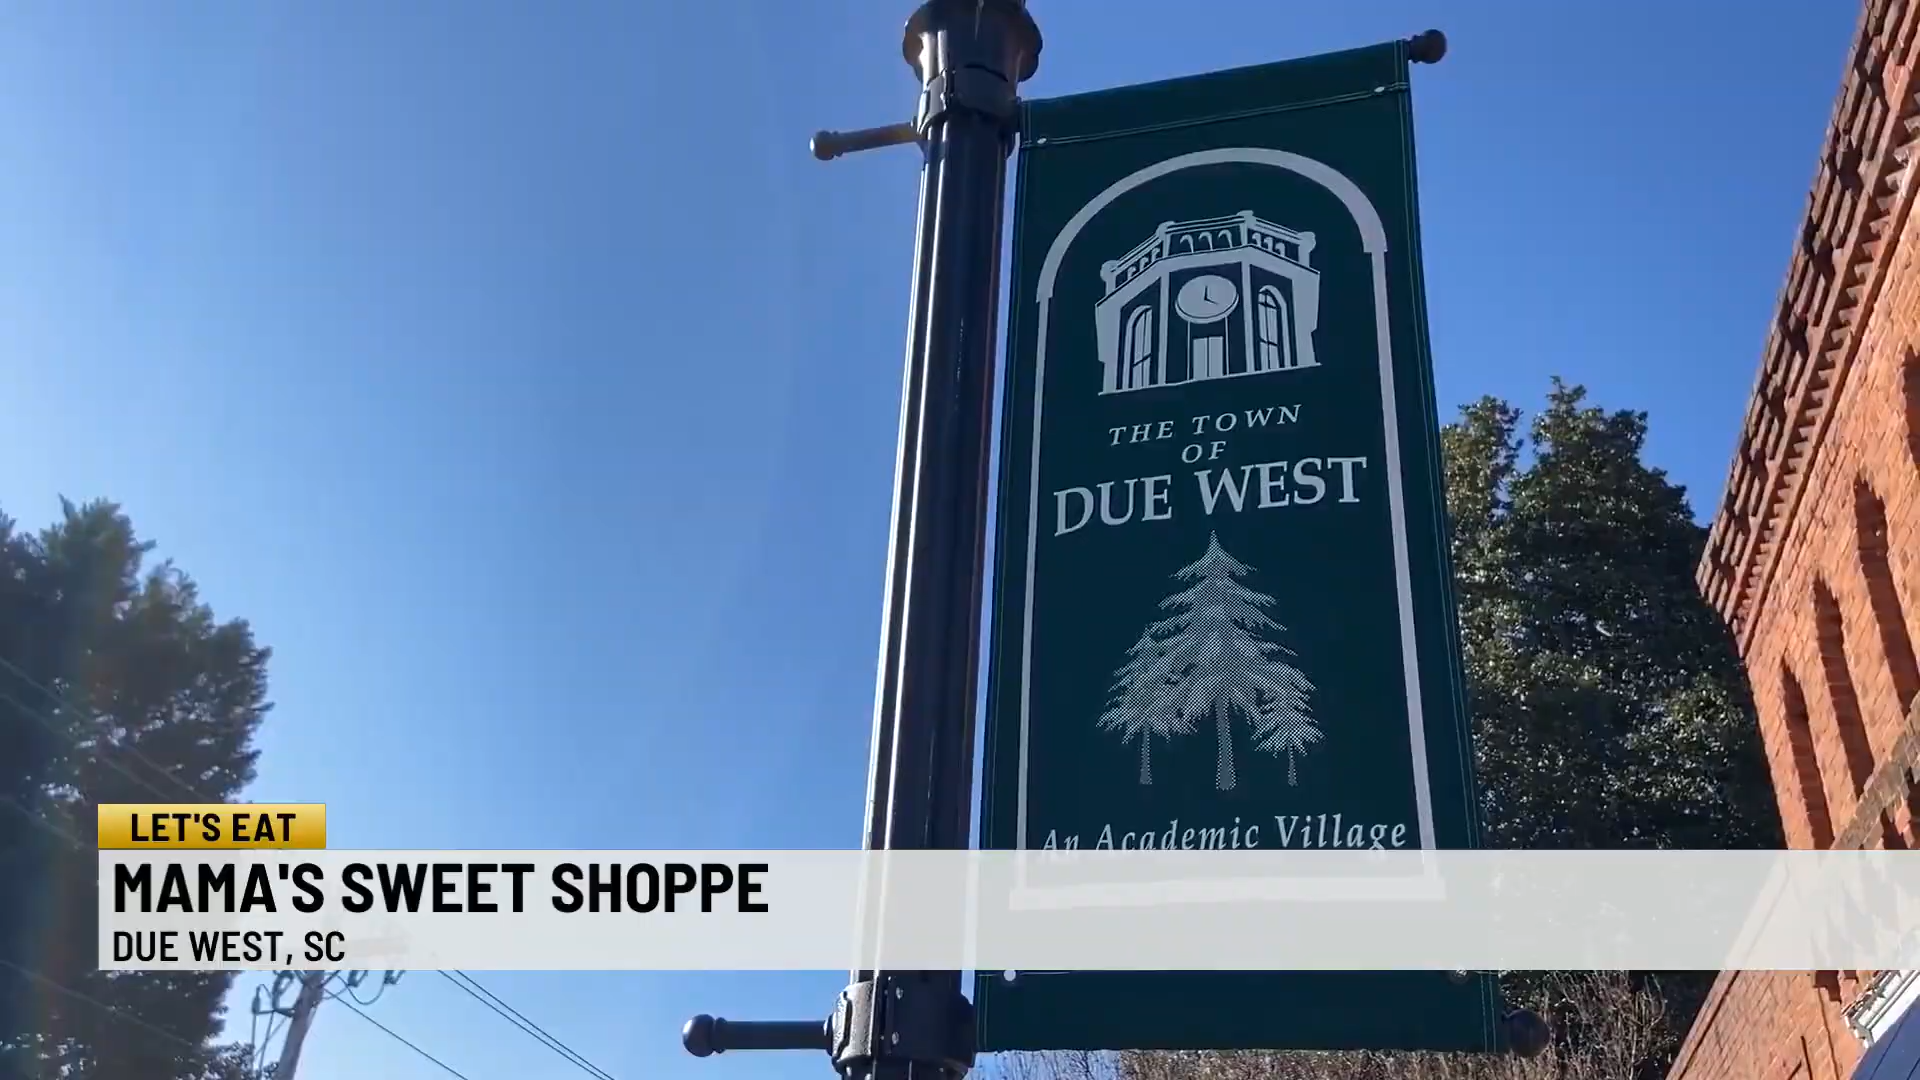 THE TOWN
OF
DUE WEST
An Academic Village
LET'S EAT
MAMA'S SWEET SHOPPE
DUE WEST, SC